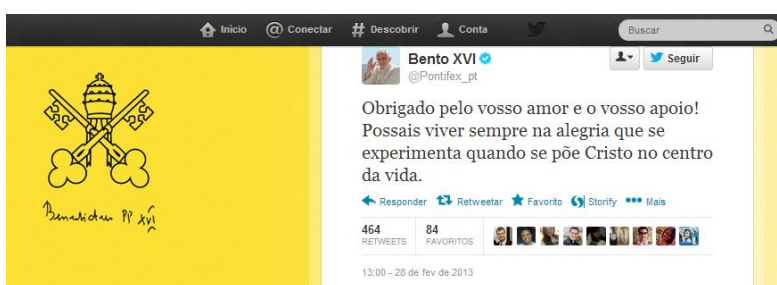 Início Conectar Descobrir Conta Buscar
Bento XVI
@Pontifex_pt
Seguir
Obrigado pelo vosso amor e o vosso apoio!
Possais viver sempre na alegria que se
experimenta quando se põe Cristo no centro
da vida.
Responder Retweetar Favorito Storify Mais
464 84
RETWEETS FAVORITOS
13:00 - 28 de fev de 2013
Benedictus PP XVI